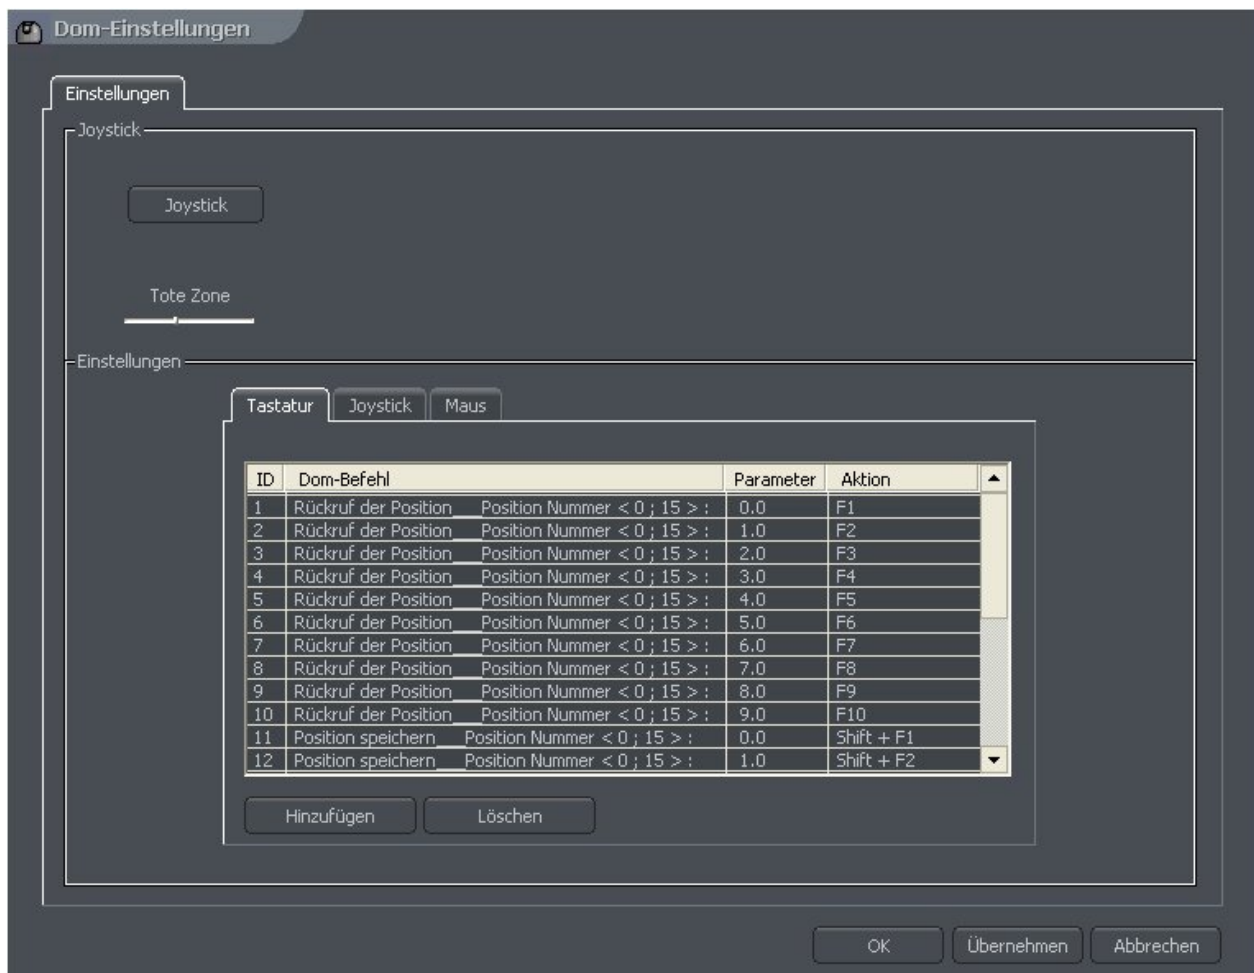 Dom-Einstellungen
Einstellungen
Joystick
Joystick
Tote Zone
Einstellungen
Tastatur Joystick Maus
ID Dom-Befehl Parameter Aktion
1 Rückruf der Position___Position Nummer < 0 ; 15 > : 0.0 F1
2 Rückruf der Position___Position Nummer < 0 ; 15 > : 1.0 F2
3 Rückruf der Position___Position Nummer < 0 ; 15 > : 2.0 F3
4 Rückruf der Position___Position Nummer < 0 ; 15 > : 3.0 F4
5 Rückruf der Position___Position Nummer < 0 ; 15 > : 4.0 F5
6 Rückruf der Position___Position Nummer < 0 ; 15 > : 5.0 F6
7 Rückruf der Position___Position Nummer < 0 ; 15 > : 6.0 F7
8 Rückruf der Position___Position Nummer < 0 ; 15 > : 7.0 F8
9 Rückruf der Position___Position Nummer < 0 ; 15 > : 8.0 F9
10 Rückruf der Position___Position Nummer < 0 ; 15 > : 9.0 F10
11 Position speichern___Position Nummer < 0 ; 15 > : 0.0 Shift + F1
12 Position speichern___Position Nummer < 0 ; 15 > : 1.0 Shift + F2
Hinzufügen Löschen
OK Übernehmen Abbrechen